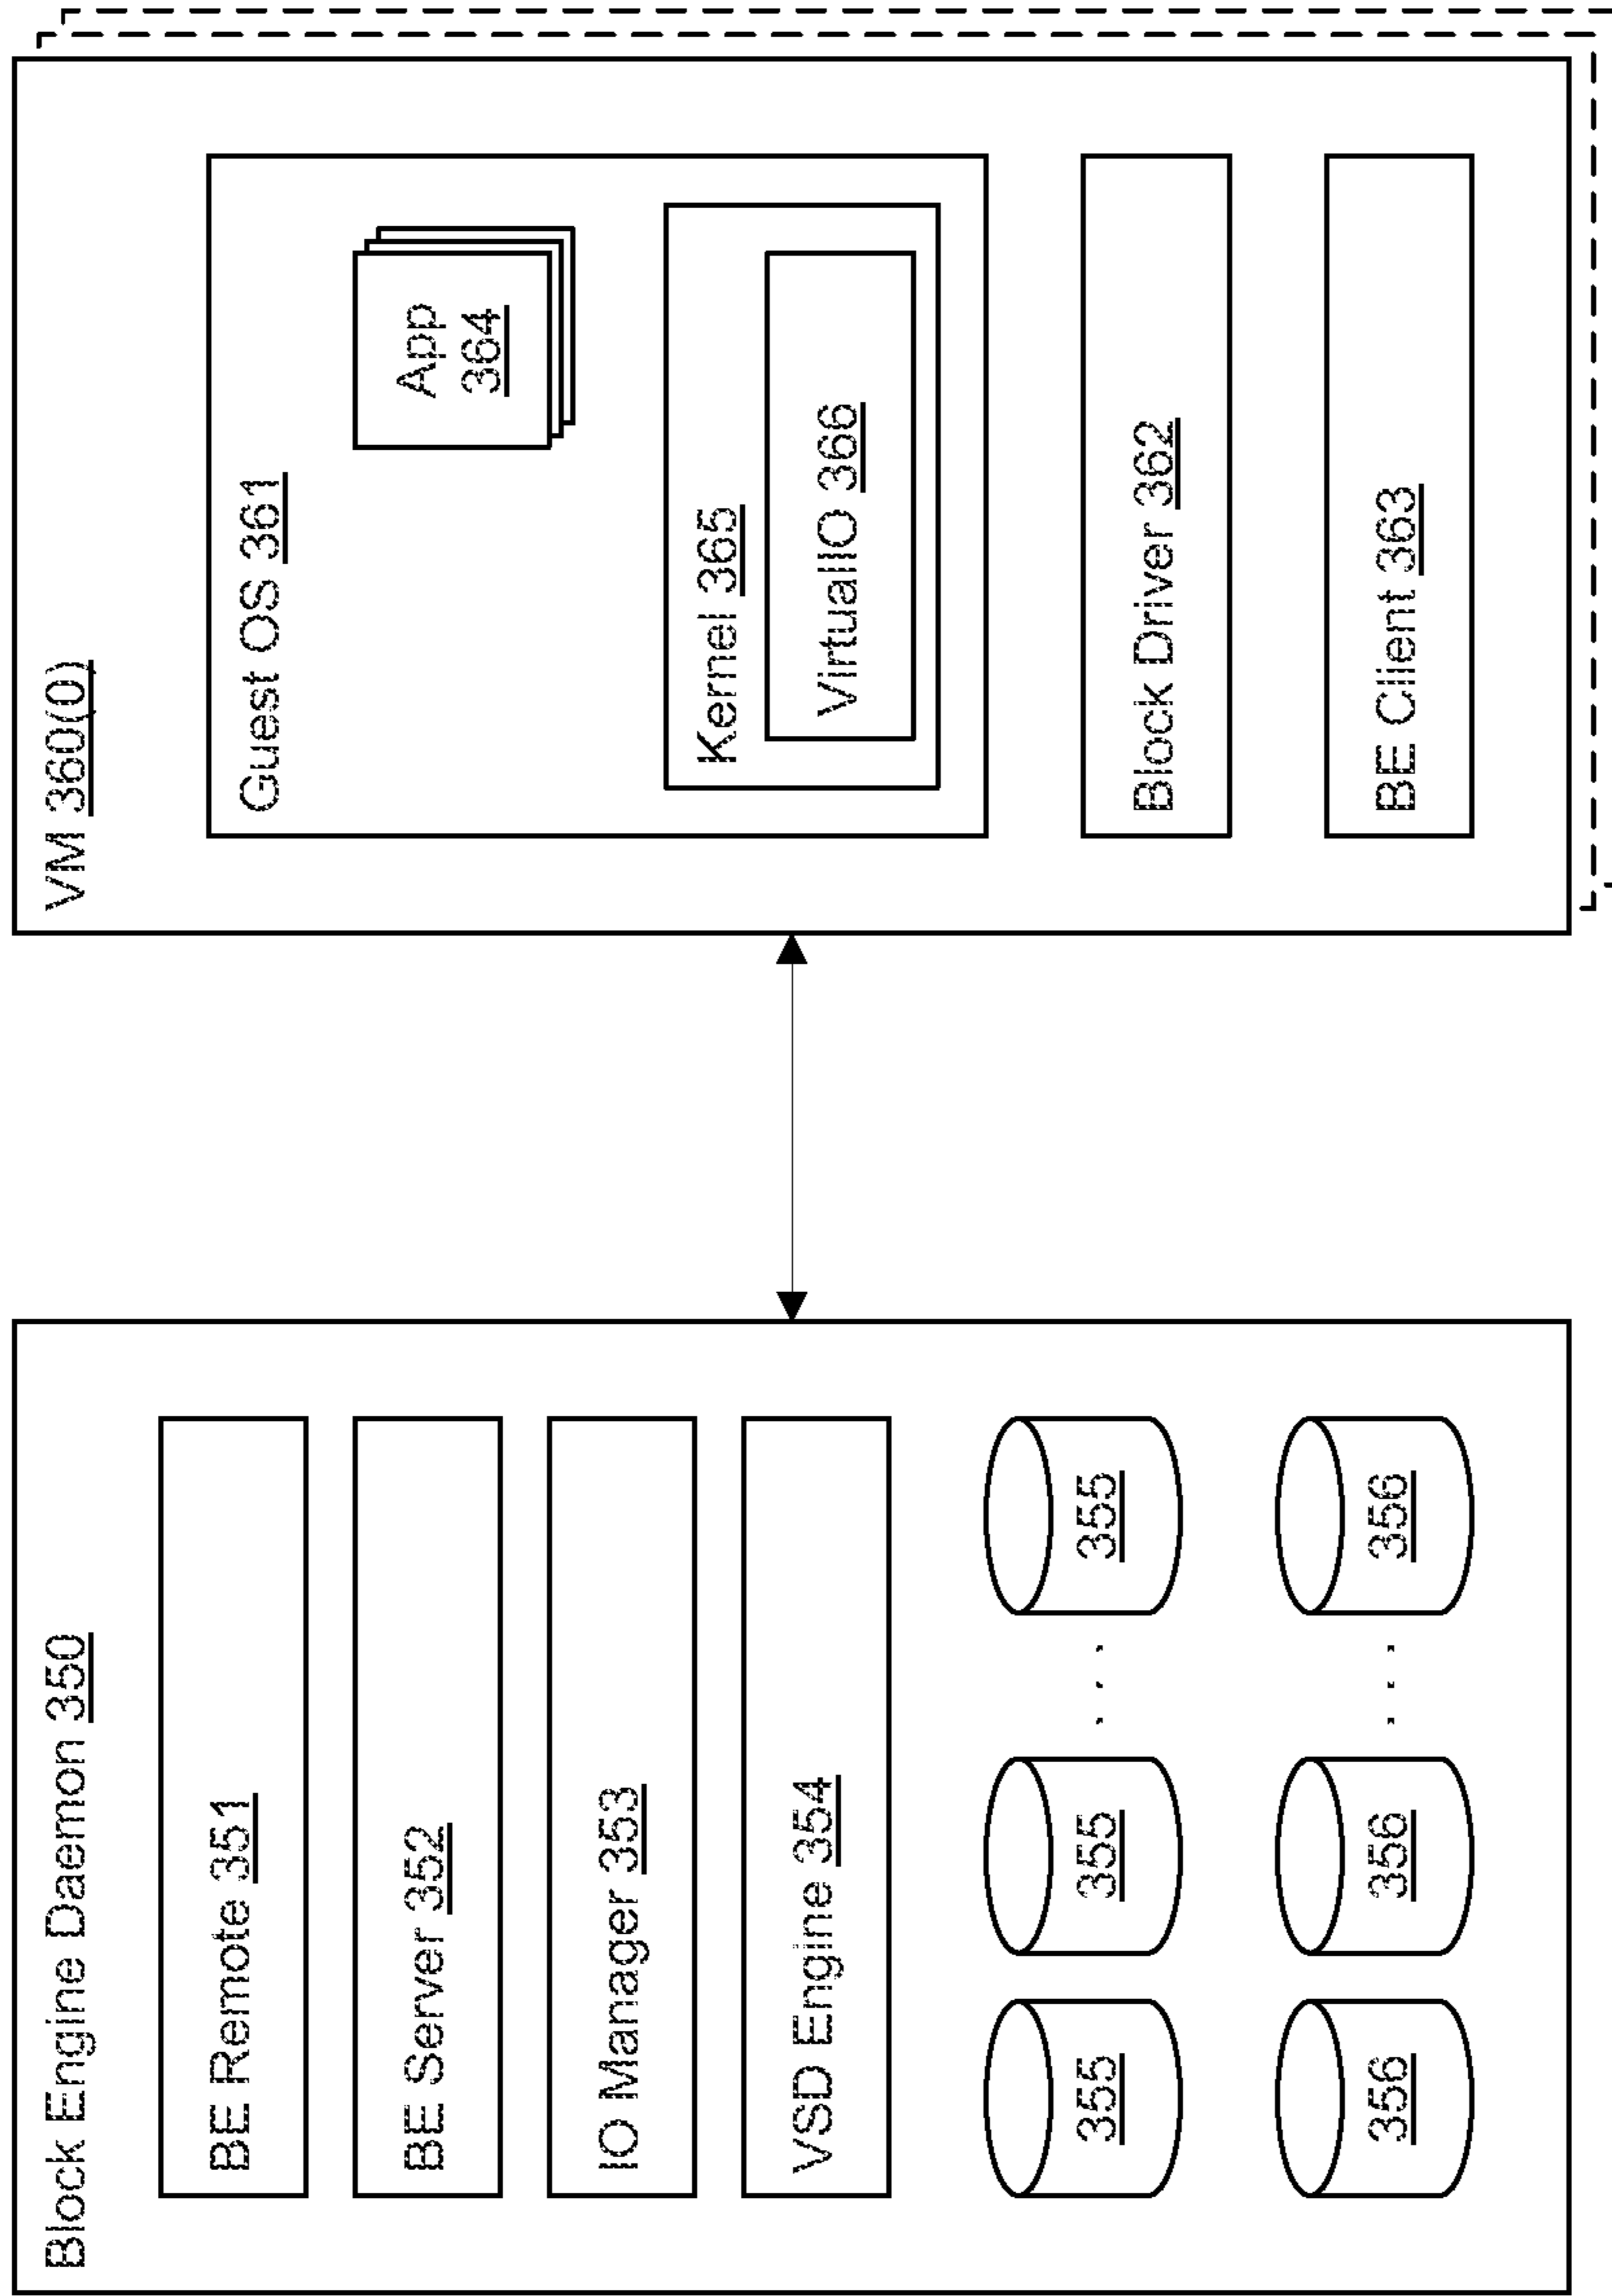 Block Engine Daemon 350
BE Remote 351
BE Server 352
IO Manager 353
VSD Engine 354
355
355
. . .
355
356
356
. . .
356
VM 360(0)
Guest OS 361
App
364
Kernel 365
VirtualIO 366
Block Driver 362
BE Client 363